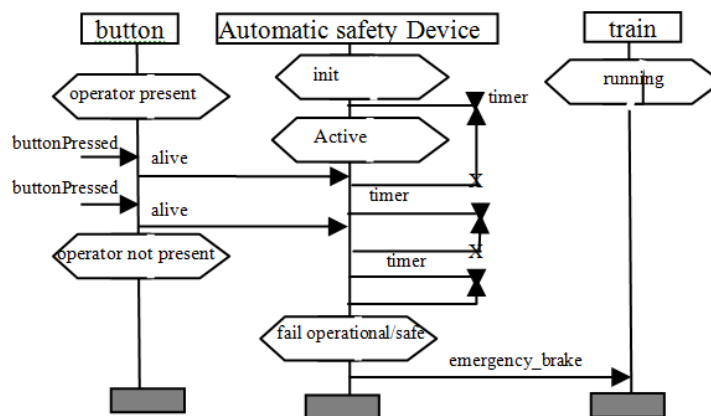 button
Automatic safety Device
train
init
running
operator present
timer
Active
buttonPressed
alive
X
timer
buttonPressed
alive
operator not present
X
timer
fail operational/safe
emergency_brake